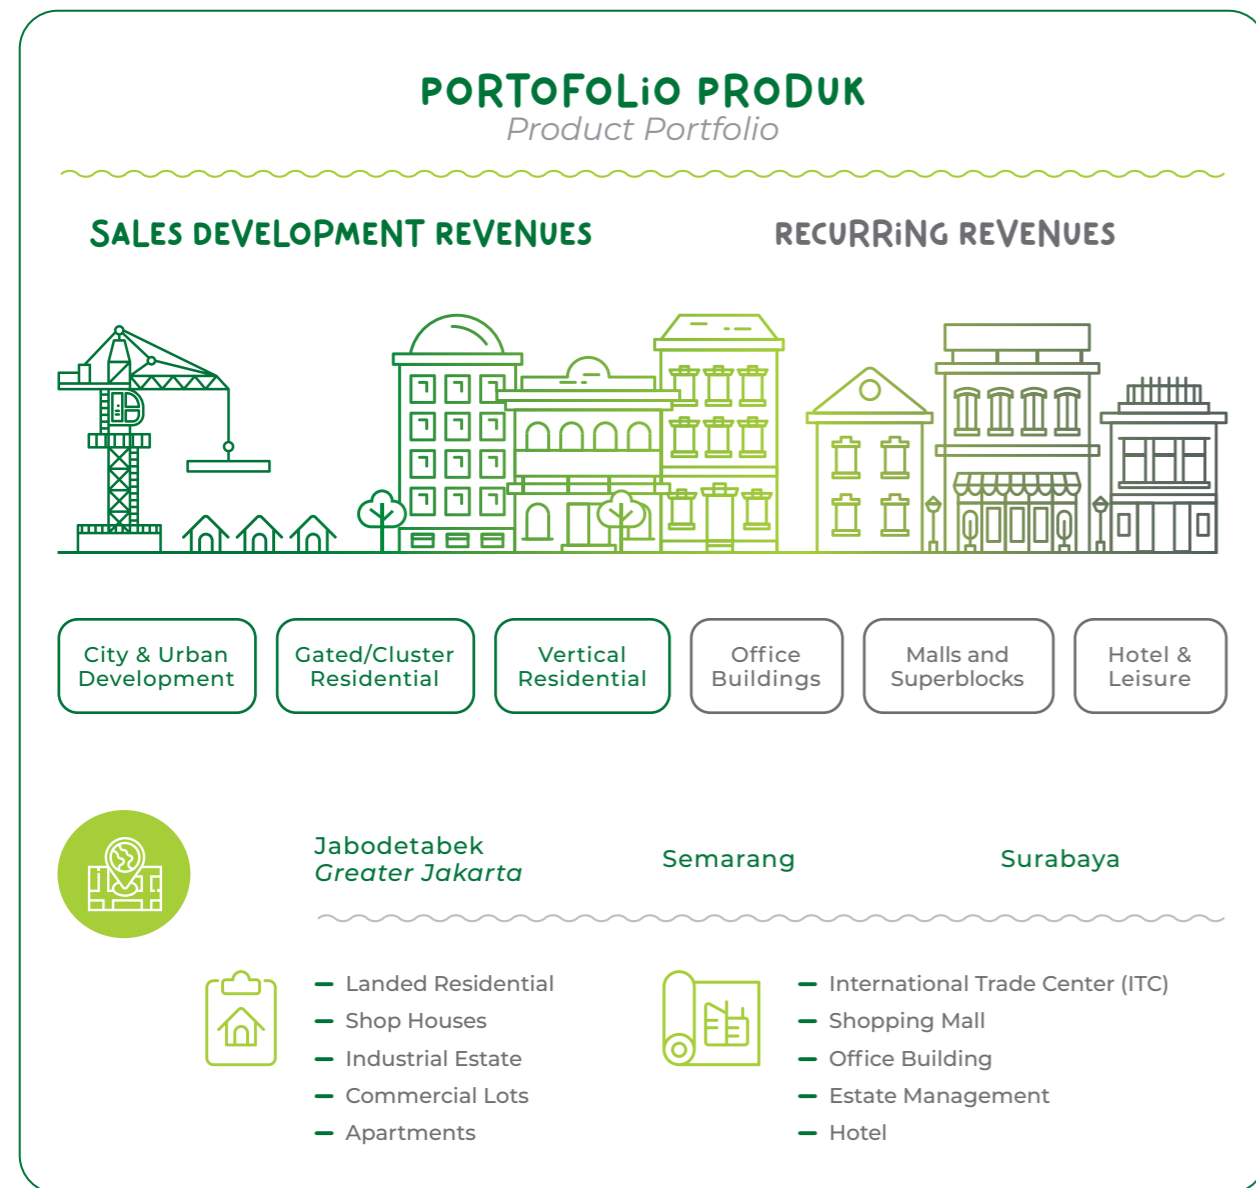 PORTOFOLiO PRODUK
Product Portfolio
SALES DEVELOPMENT REVENUES
RECURRiNG REVENUES
City & Urban
Development
Gated/Cluster
Residential
Vertical
Residential
Office
Buildings
Malls and
Superblocks
Hotel &
Leisure
Jabodetabek
Greater Jakarta
Semarang
Surabaya
– Landed Residential
– Shop Houses
– Industrial Estate
– Commercial Lots
– Apartments
– International Trade Center (ITC)
– Shopping Mall
– Office Building
– Estate Management
– Hotel